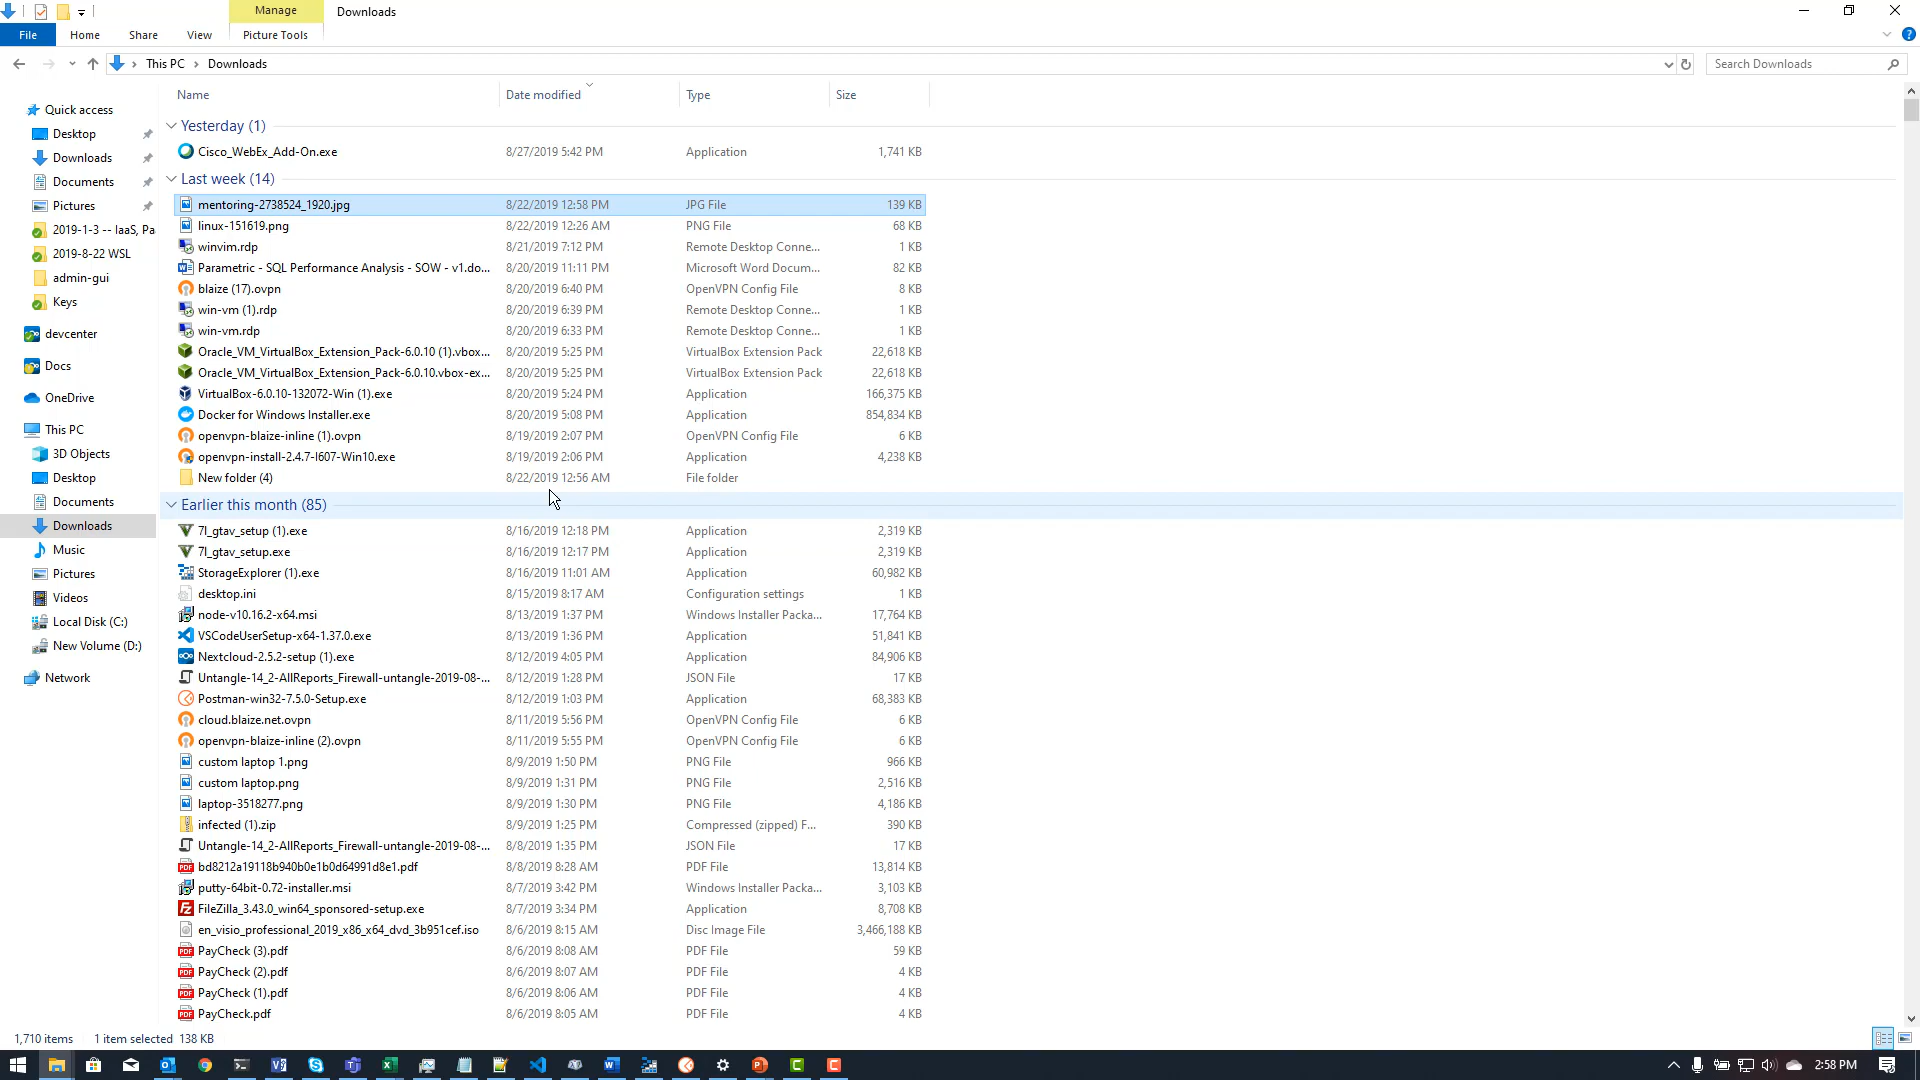 Manage
Downloads
File
Home
Share
View
Picture Tools
This PC
Downloads
Search Downloads
Name
Date modified
Type
Size
Quick access
Desktop
Downloads
Documents
Pictures
2019-1-3 -- IaaS, Pa
2019-8-22 WSL
admin-gui
Keys
devcenter
Docs
OneDrive
This PC
3D Objects
Desktop
Documents
Downloads
Music
Pictures
Videos
Local Disk (C:)
New Volume (D:)
Network
Yesterday (1)
Cisco_WebEx_Add-On.exe 8/27/2019 5:42 PM Application 1,741 KB
Last week (14)
mentoring-2738524_1920.jpg 8/22/2019 12:58 PM JPG File 139 KB
linux-151619.png 8/22/2019 12:26 AM PNG File 68 KB
winvim.rdp 8/21/2019 7:12 PM Remote Desktop Conne... 1 KB
Parametric - SQL Performance Analysis - SOW - v1.do... 8/20/2019 11:11 PM Microsoft Word Docum... 82 KB
blaize (17).ovpn 8/20/2019 6:40 PM OpenVPN Config File 8 KB
win-vm (1).rdp 8/20/2019 6:39 PM Remote Desktop Conne... 1 KB
win-vm.rdp 8/20/2019 6:33 PM Remote Desktop Conne... 1 KB
Oracle_VM_VirtualBox_Extension_Pack-6.0.10 (1).vbox... 8/20/2019 5:25 PM VirtualBox Extension Pack 22,618 KB
Oracle_VM_VirtualBox_Extension_Pack-6.0.10.vbox-ex... 8/20/2019 5:25 PM VirtualBox Extension Pack 22,618 KB
VirtualBox-6.0.10-132072-Win (1).exe 8/20/2019 5:24 PM Application 166,375 KB
Docker for Windows Installer.exe 8/20/2019 5:08 PM Application 854,834 KB
openvpn-blaize-inline (1).ovpn 8/19/2019 2:07 PM OpenVPN Config File 6 KB
openvpn-install-2.4.7-I607-Win10.exe 8/19/2019 2:06 PM Application 4,238 KB
New folder (4) 8/22/2019 12:56 AM File folder
Earlier this month (85)
7l_gtav_setup (1).exe 8/16/2019 12:18 PM Application 2,319 KB
7l_gtav_setup.exe 8/16/2019 12:17 PM Application 2,319 KB
StorageExplorer (1).exe 8/16/2019 11:01 AM Application 60,982 KB
desktop.ini 8/15/2019 8:17 AM Configuration settings 1 KB
node-v10.16.2-x64.msi 8/13/2019 1:37 PM Windows Installer Packa... 17,764 KB
VSCodeUserSetup-x64-1.37.0.exe 8/13/2019 1:36 PM Application 51,841 KB
Nextcloud-2.5.2-setup (1).exe 8/12/2019 4:05 PM Application 84,906 KB
Untangle-14_2-AllReports_Firewall-untangle-2019-08-... 8/12/2019 1:28 PM JSON File 17 KB
Postman-win32-7.5.0-Setup.exe 8/12/2019 1:03 PM Application 68,383 KB
cloud.blaize.net.ovpn 8/11/2019 5:56 PM OpenVPN Config File 6 KB
openvpn-blaize-inline (2).ovpn 8/11/2019 5:55 PM OpenVPN Config File 6 KB
custom laptop 1.png 8/9/2019 1:50 PM PNG File 966 KB
custom laptop.png 8/9/2019 1:31 PM PNG File 2,516 KB
laptop-3518277.png 8/9/2019 1:30 PM PNG File 4,186 KB
infected (1).zip 8/9/2019 1:25 PM Compressed (zipped) F... 390 KB
Untangle-14_2-AllReports_Firewall-untangle-2019-08-... 8/8/2019 1:35 PM JSON File 17 KB
bd8212a19118b940b0e1b0d64991d8e1.pdf 8/8/2019 8:28 AM PDF File 13,814 KB
putty-64bit-0.72-installer.msi 8/7/2019 3:42 PM Windows Installer Packa... 3,103 KB
FileZilla_3.43.0_win64_sponsored-setup.exe 8/7/2019 3:34 PM Application 8,708 KB
en_visio_professional_2019_x86_x64_dvd_3b951cef.iso 8/6/2019 8:15 AM Disc Image File 3,466,188 KB
PayCheck (3).pdf 8/6/2019 8:08 AM PDF File 59 KB
PayCheck (2).pdf 8/6/2019 8:07 AM PDF File 4 KB
PayCheck (1).pdf 8/6/2019 8:06 AM PDF File 4 KB
PayCheck.pdf 8/6/2019 8:05 AM PDF File 4 KB
1,710 items 1 item selected 138 KB
2:58 PM